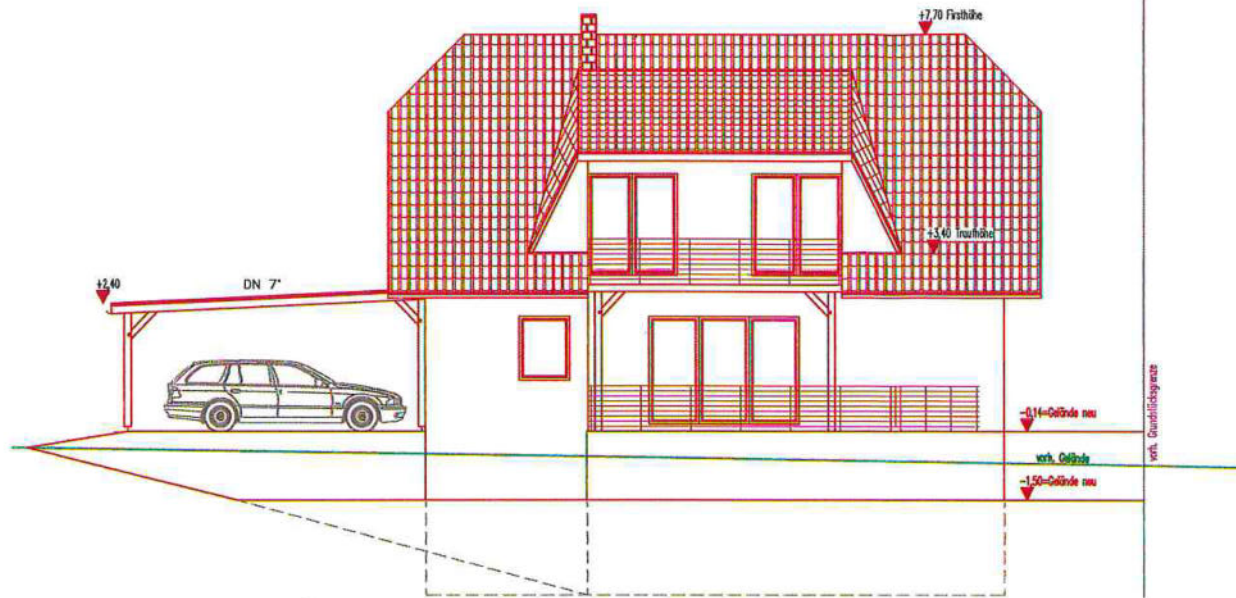 +7,70 Firsthöhe
+3,40 Traufhöhe
+2,40
DN 7°
-0,14=Gelände neu
vorh. Gelände
-1,50=Gelände neu
vorh. Grundstücksgrenze